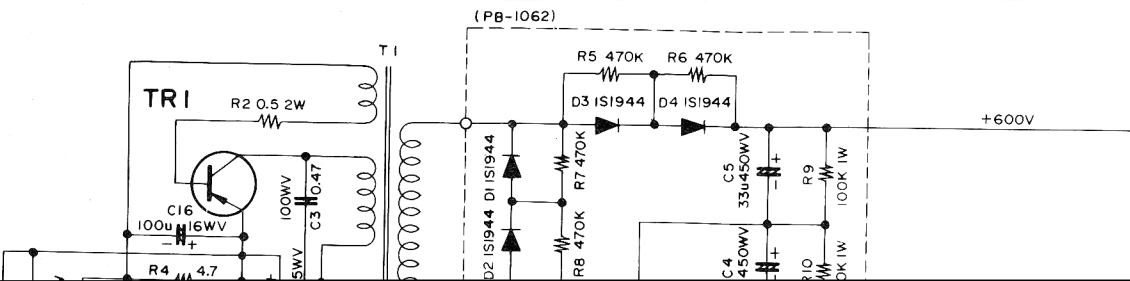 (PB-1062)
T1
R5 470K
R6 470K
TR1
R2 0.5 2W
D3 1S1944
D4 1S1944
+600V
D1 1S1944
R7 470K
C5
33u450WV
- +
R9
100K 1W
100WV
C3 0.47
C16
100u 16WV
- +
D2 1S1944
R8 470K
C4
450WV
- +
R10
0K 1W
R4 4.7
5WV
+